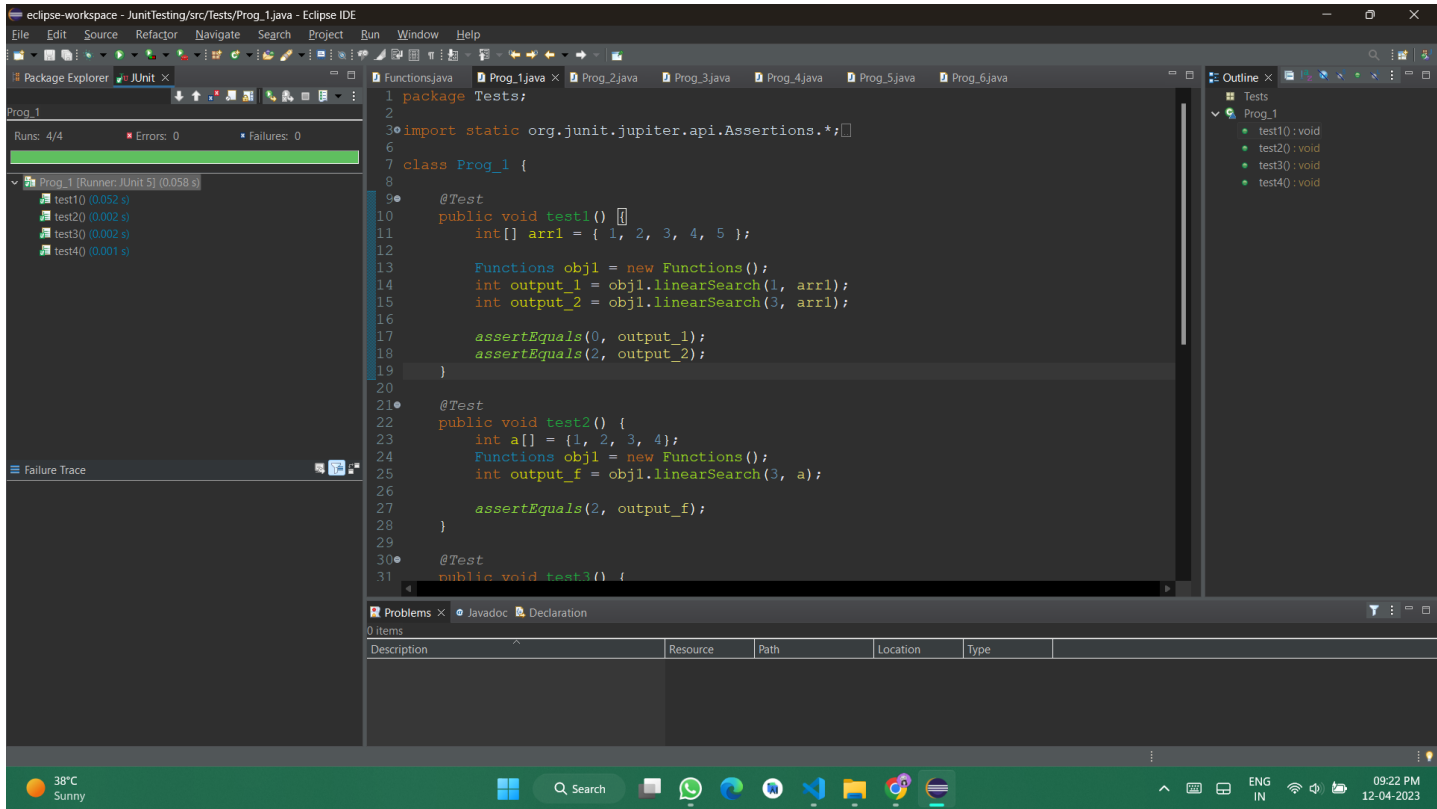 eclipse-workspace - JunitTesting/src/Tests/Prog_1.java - Eclipse IDE
File Edit Source Refactor Navigate Search Project Run Window Help
Package Explorer JUnit
Prog_1
Runs: 4/4 Errors: 0 Failures: 0
Prog_1 [Runner: JUnit 5] (0.058 s)
test1() (0.052 s)
test2() (0.002 s)
test3() (0.002 s)
test4() (0.001 s)
Failure Trace
Functions.java Prog_1.java Prog_2.java Prog_3.java Prog_4.java Prog_5.java Prog_6.java
1 package Tests;
2
3 import static org.junit.jupiter.api.Assertions.*;
6
7 class Prog_1 {
8
9 @Test
10 public void test1() {
11 int[] arr1 = { 1, 2, 3, 4, 5 };
12
13 Functions obj1 = new Functions();
14 int output_1 = obj1.linearSearch(1, arr1);
15 int output_2 = obj1.linearSearch(3, arr1);
16
17 assertEquals(0, output_1);
18 assertEquals(2, output_2);
19 }
20
21 @Test
22 public void test2() {
23 int a[] = {1, 2, 3, 4};
24 Functions obj1 = new Functions();
25 int output_f = obj1.linearSearch(3, a);
26
27 assertEquals(2, output_f);
28 }
29
30 @Test
31 public void test3() {
Outline
Tests
Prog_1
test1() : void
test2() : void
test3() : void
test4() : void
Problems Javadoc Declaration
0 items
Description Resource Path Location Type
38°C
Sunny
Search
ENG
IN
09:22 PM
12-04-2023